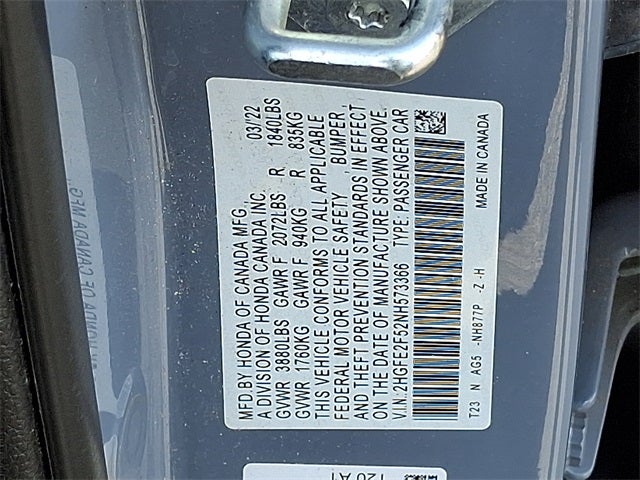 MFD.BY HONDA OF CANADA MFG., 03/22
A DIVISION OF HONDA CANADA INC.
GVWR 3880LBS GAWR F 2072LBS R 1840LBS
GVWR 1760KG GAWR F 940KG R 835KG
THIS VEHICLE CONFORMS TO ALL APPLICABLE
FEDERAL MOTOR VEHICLE SAFETY, BUMPER,
AND THEFT PREVENTION STANDARDS IN EFFECT
ON THE DATE OF MANUFACTURE SHOWN ABOVE.
V.I.N.: 2HGFE2F52NH573366 TYPE: PASSENGER CAR
T23 N AG5 -NH877P -Z -H MADE IN CANADA
120 A1